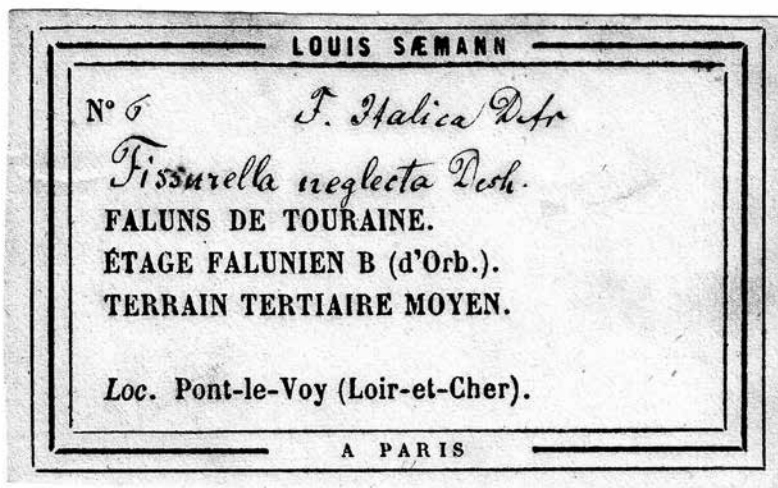 LOUIS SÆMANN
N° 6 F. Italica Defr
Fissurella neglecta Desh.
FALUNS DE TOURAINE.
ÉTAGE FALUNIEN B (d'Orb.).
TERRAIN TERTIAIRE MOYEN.
Loc. Pont-le-Voy (Loir-et-Cher).
A PARIS